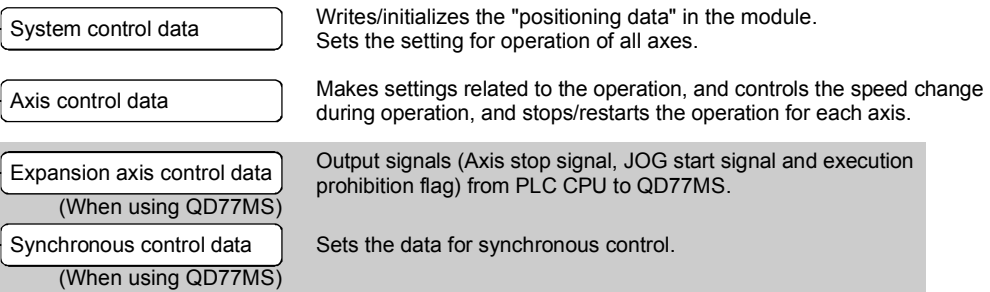 System control data
Writes/initializes the "positioning data" in the module.
Sets the setting for operation of all axes.
Axis control data
Makes settings related to the operation, and controls the speed change
during operation, and stops/restarts the operation for each axis.
Expansion axis control data
(When using QD77MS)
Output signals (Axis stop signal, JOG start signal and execution
prohibition flag) from PLC CPU to QD77MS.
Synchronous control data
(When using QD77MS)
Sets the data for synchronous control.